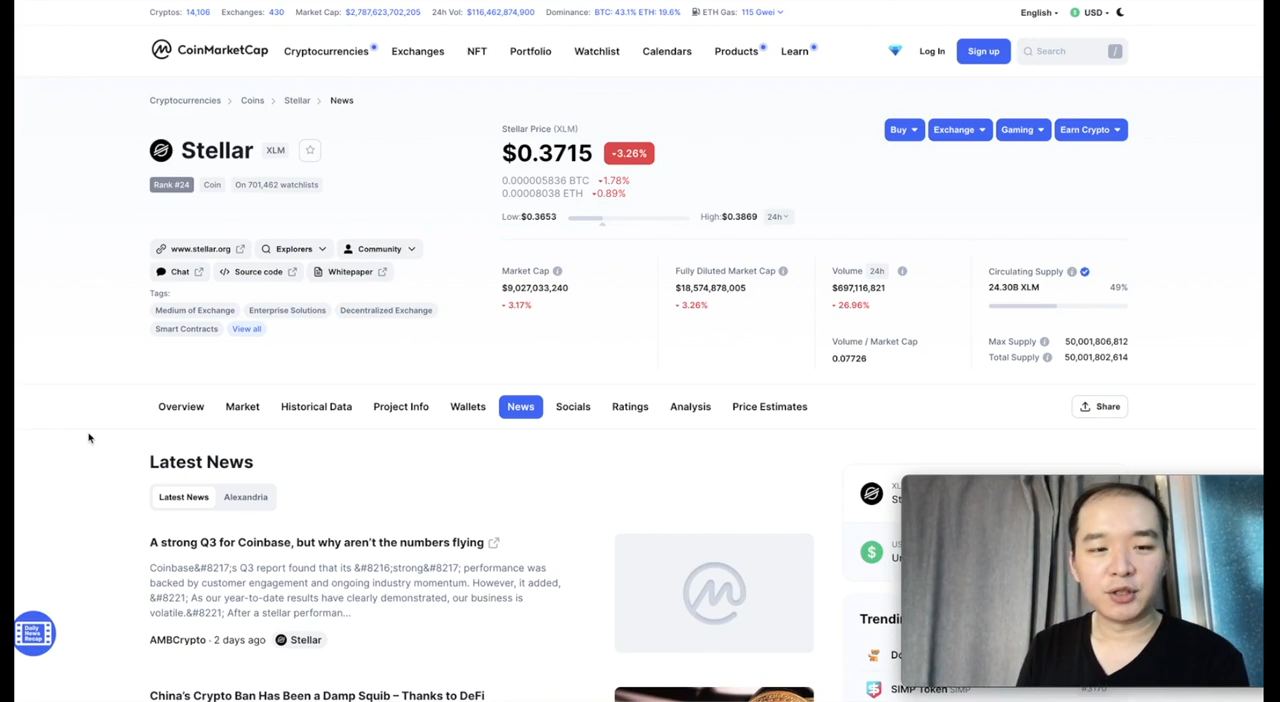 Cryptos: 14,106 Exchanges: 430 Market Cap: $2,787,623,702,205 24h Vol: $116,462,874,900 Dominance: BTC: 43.1% ETH: 19.6% ETH Gas: 115 Gwei English USD
CoinMarketCap Cryptocurrencies Exchanges NFT Portfolio Watchlist Calendars Products Learn Log In Sign up Search /
Cryptocurrencies > Coins > Stellar > News
Stellar XLM
Rank #24 Coin On 701,462 watchlists
www.stellar.org Explorers Community
Chat Source code Whitepaper
Tags:
Medium of Exchange Enterprise Solutions Decentralized Exchange
Smart Contracts View all
Stellar Price (XLM)
$0.3715 3.26%
0.000005836 BTC 1.78%
0.00008038 ETH 0.89%
Low:$0.3653 High:$0.3869 24h
Buy Exchange Gaming Earn Crypto
Market Cap
$9,027,033,240
3.17%
Fully Diluted Market Cap
$18,574,878,005
3.26%
Volume 24h
$697,116,821
26.96%
Volume / Market Cap
0.07726
Circulating Supply
24.30B XLM 49%
Max Supply 50,001,806,812
Total Supply 50,001,802,614
Overview Market Historical Data Project Info Wallets News Socials Ratings Analysis Price Estimates Share
Latest News
Latest News Alexandria
A strong Q3 for Coinbase, but why aren't the numbers flying
Coinbase&#8217;s Q3 report found that its &#8216;strong&#8217; performance was
backed by customer engagement and ongoing industry momentum. However, it added,
&#8221; As our year-to-date results have clearly demonstrated, our business is
volatile.&#8221; After a stellar performan...
AMBCrypto · 2 days ago Stellar
China's Crypto Ban Has Been a Damp Squib – Thanks to DeFi
Daily
News
Recap
SIMP Token SIMP